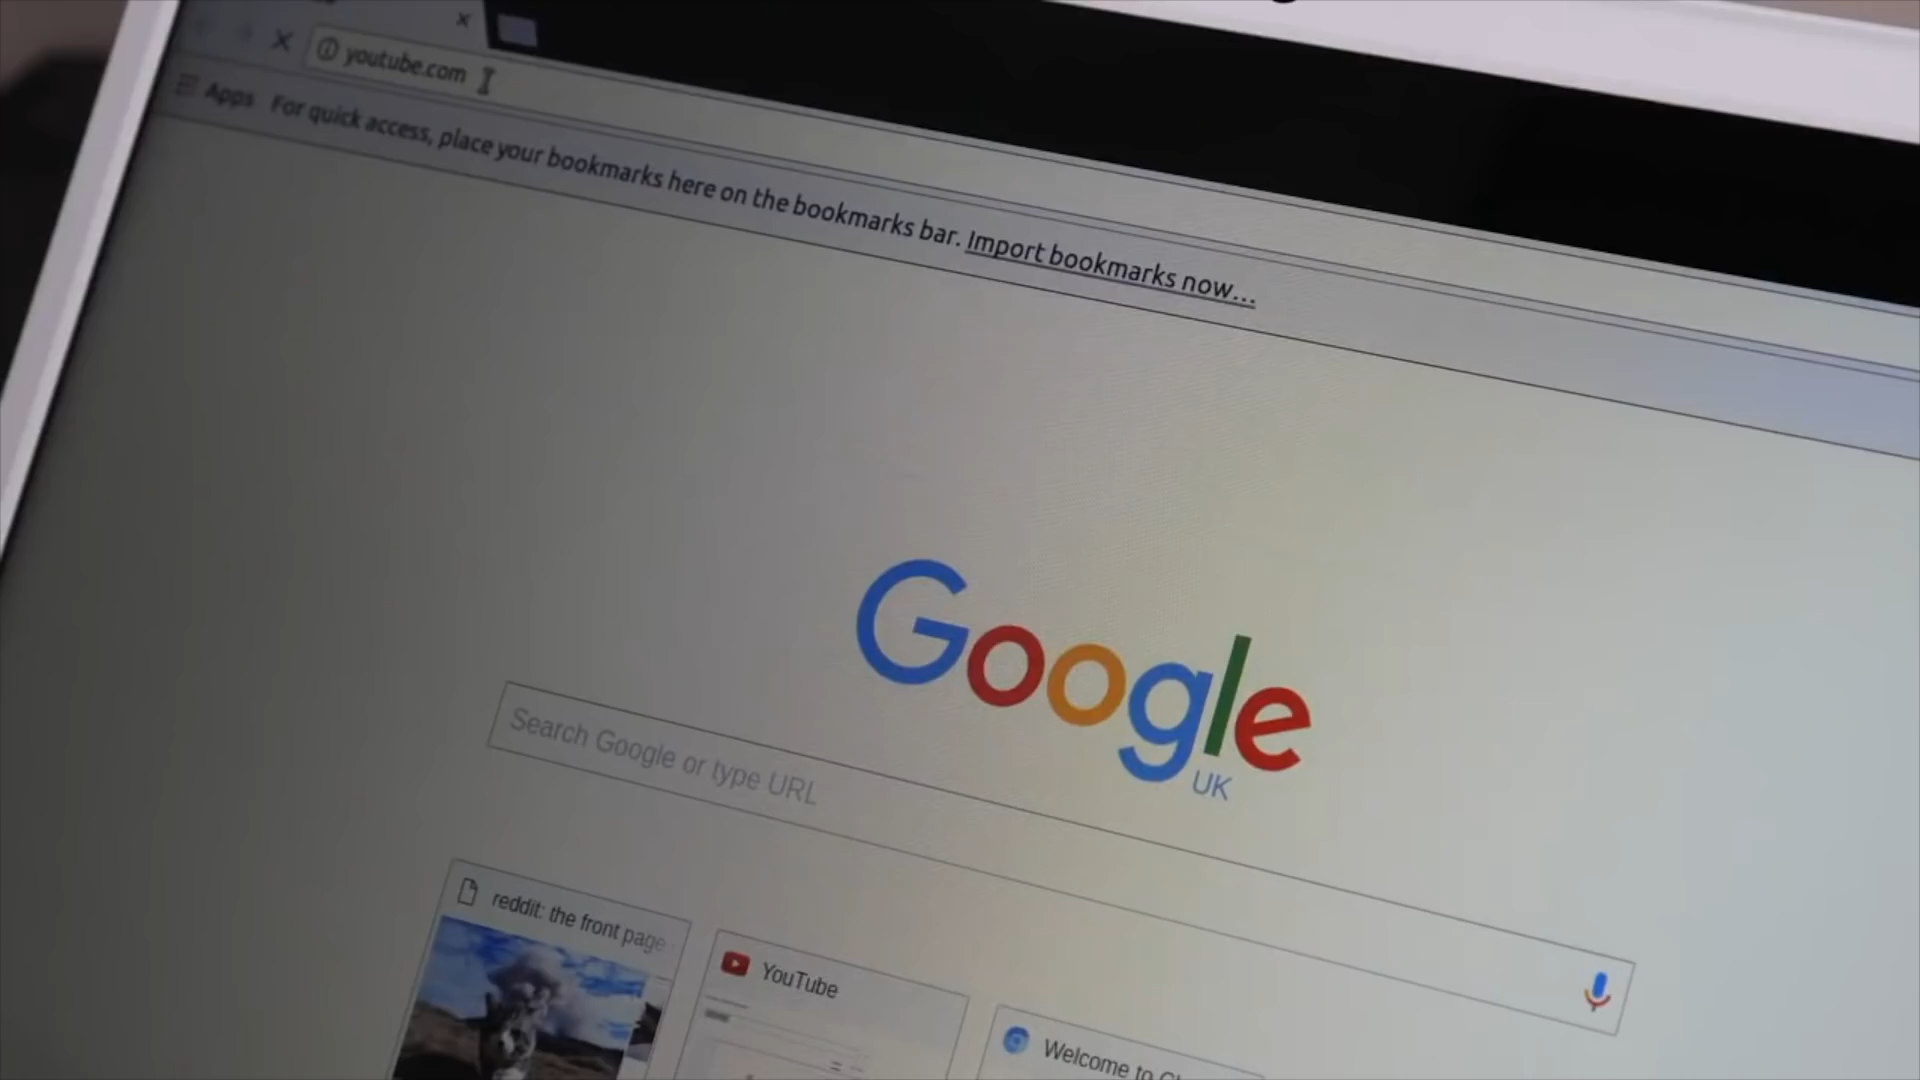 youtube.com
Apps For quick access, place your bookmarks here on the bookmarks bar. Import bookmarks now...
Google
UK
Search Google or type URL
reddit: the front page
YouTube
Welcome to